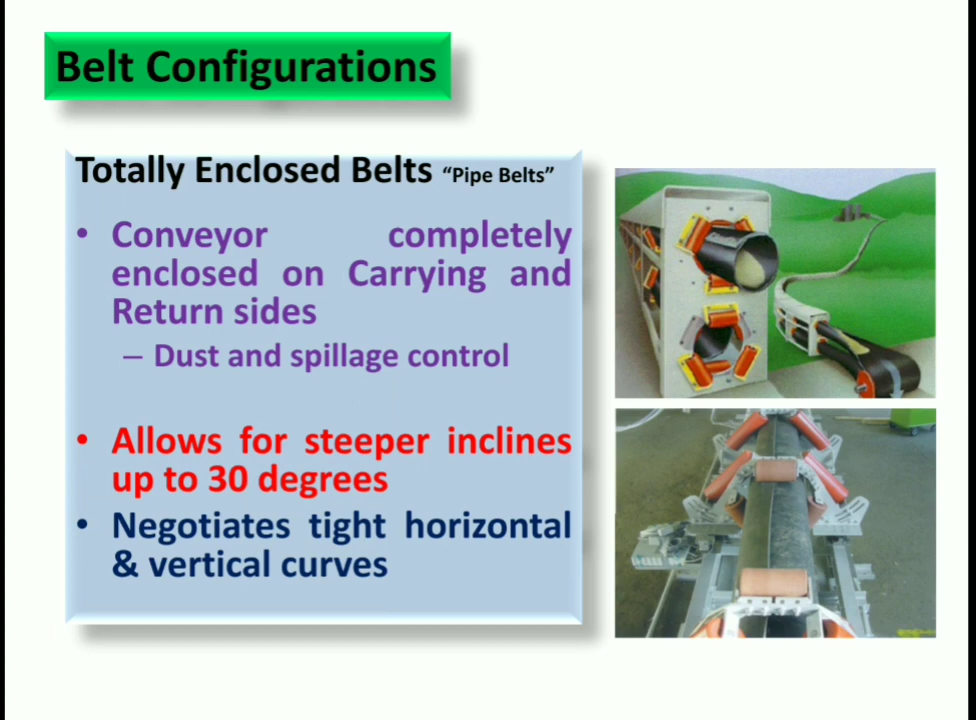 Belt Configurations
Totally Enclosed Belts “Pipe Belts”
• Conveyor completely
enclosed on Carrying and
Return sides
– Dust and spillage control
• Allows for steeper inclines
up to 30 degrees
• Negotiates tight horizontal
& vertical curves